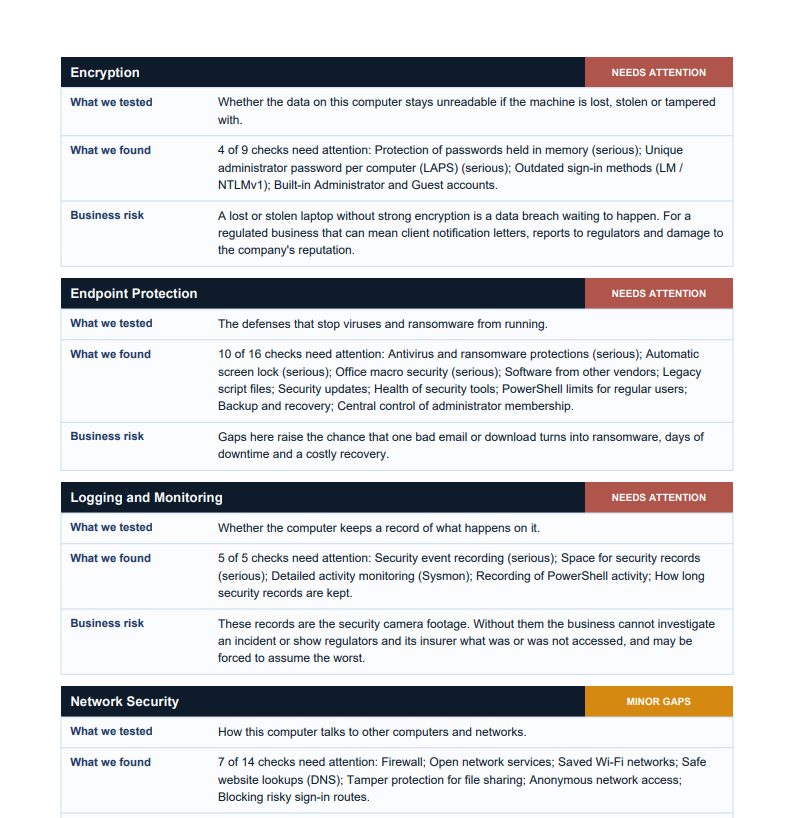 Encryption
NEEDS ATTENTION
What we tested
Whether the data on this computer stays unreadable if the machine is lost, stolen or tampered
with.
What we found
4 of 9 checks need attention: Protection of passwords held in memory (serious); Unique
administrator password per computer (LAPS) (serious); Outdated sign-in methods (LM /
NTLMv1); Built-in Administrator and Guest accounts.
Business risk
A lost or stolen laptop without strong encryption is a data breach waiting to happen. For a
regulated business that can mean client notification letters, reports to regulators and damage to
the company's reputation.
Endpoint Protection
NEEDS ATTENTION
What we tested
The defenses that stop viruses and ransomware from running.
What we found
10 of 16 checks need attention: Antivirus and ransomware protections (serious); Automatic
screen lock (serious); Office macro security (serious); Software from other vendors; Legacy
script files; Security updates; Health of security tools; PowerShell limits for regular users;
Backup and recovery; Central control of administrator membership.
Business risk
Gaps here raise the chance that one bad email or download turns into ransomware, days of
downtime and a costly recovery.
Logging and Monitoring
NEEDS ATTENTION
What we tested
Whether the computer keeps a record of what happens on it.
What we found
5 of 5 checks need attention: Security event recording (serious); Space for security records
(serious); Detailed activity monitoring (Sysmon); Recording of PowerShell activity; How long
security records are kept.
Business risk
These records are the security camera footage. Without them the business cannot investigate
an incident or show regulators and its insurer what was or was not accessed, and may be
forced to assume the worst.
Network Security
MINOR GAPS
What we tested
How this computer talks to other computers and networks.
What we found
7 of 14 checks need attention: Firewall; Open network services; Saved Wi-Fi networks; Safe
website lookups (DNS); Tamper protection for file sharing; Anonymous network access;
Blocking risky sign-in routes.